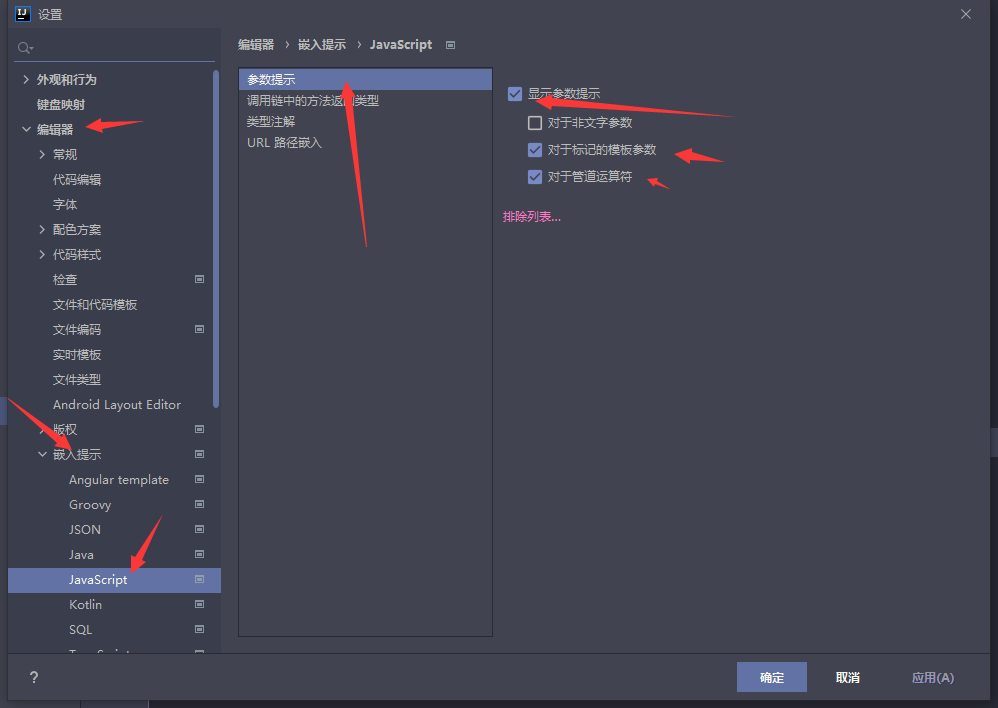 设置
外观和行为
键盘映射
编辑器
常规
代码编辑
字体
配色方案
代码样式
检查
文件和代码模板
文件编码
实时模板
文件类型
Android Layout Editor
版权
嵌入提示
Angular template
Groovy
JSON
Java
JavaScript
Kotlin
SQL
编辑器 › 嵌入提示 › JavaScript
参数提示
调用链中的方法返回类型
类型注解
URL 路径嵌入
显示参数提示
对于非文字参数
对于标记的模板参数
对于管道运算符
排除列表...
?
确定
取消
应用(A)